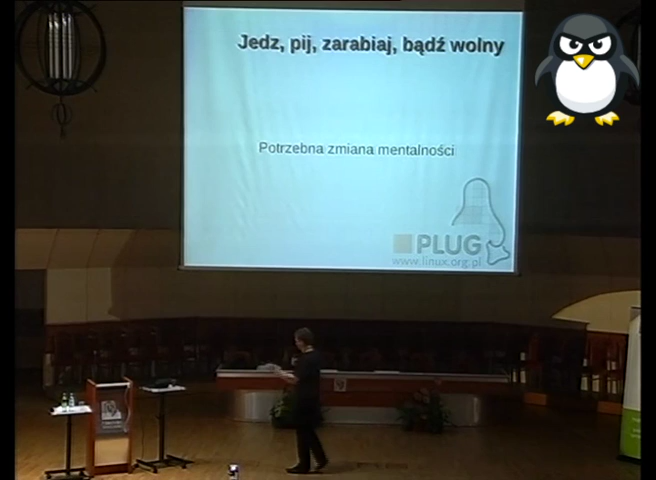 Jedz, pij, zarabiaj, bądź wolny
Potrzebna zmiana mentalności
PLUG
www.linux.org.pl